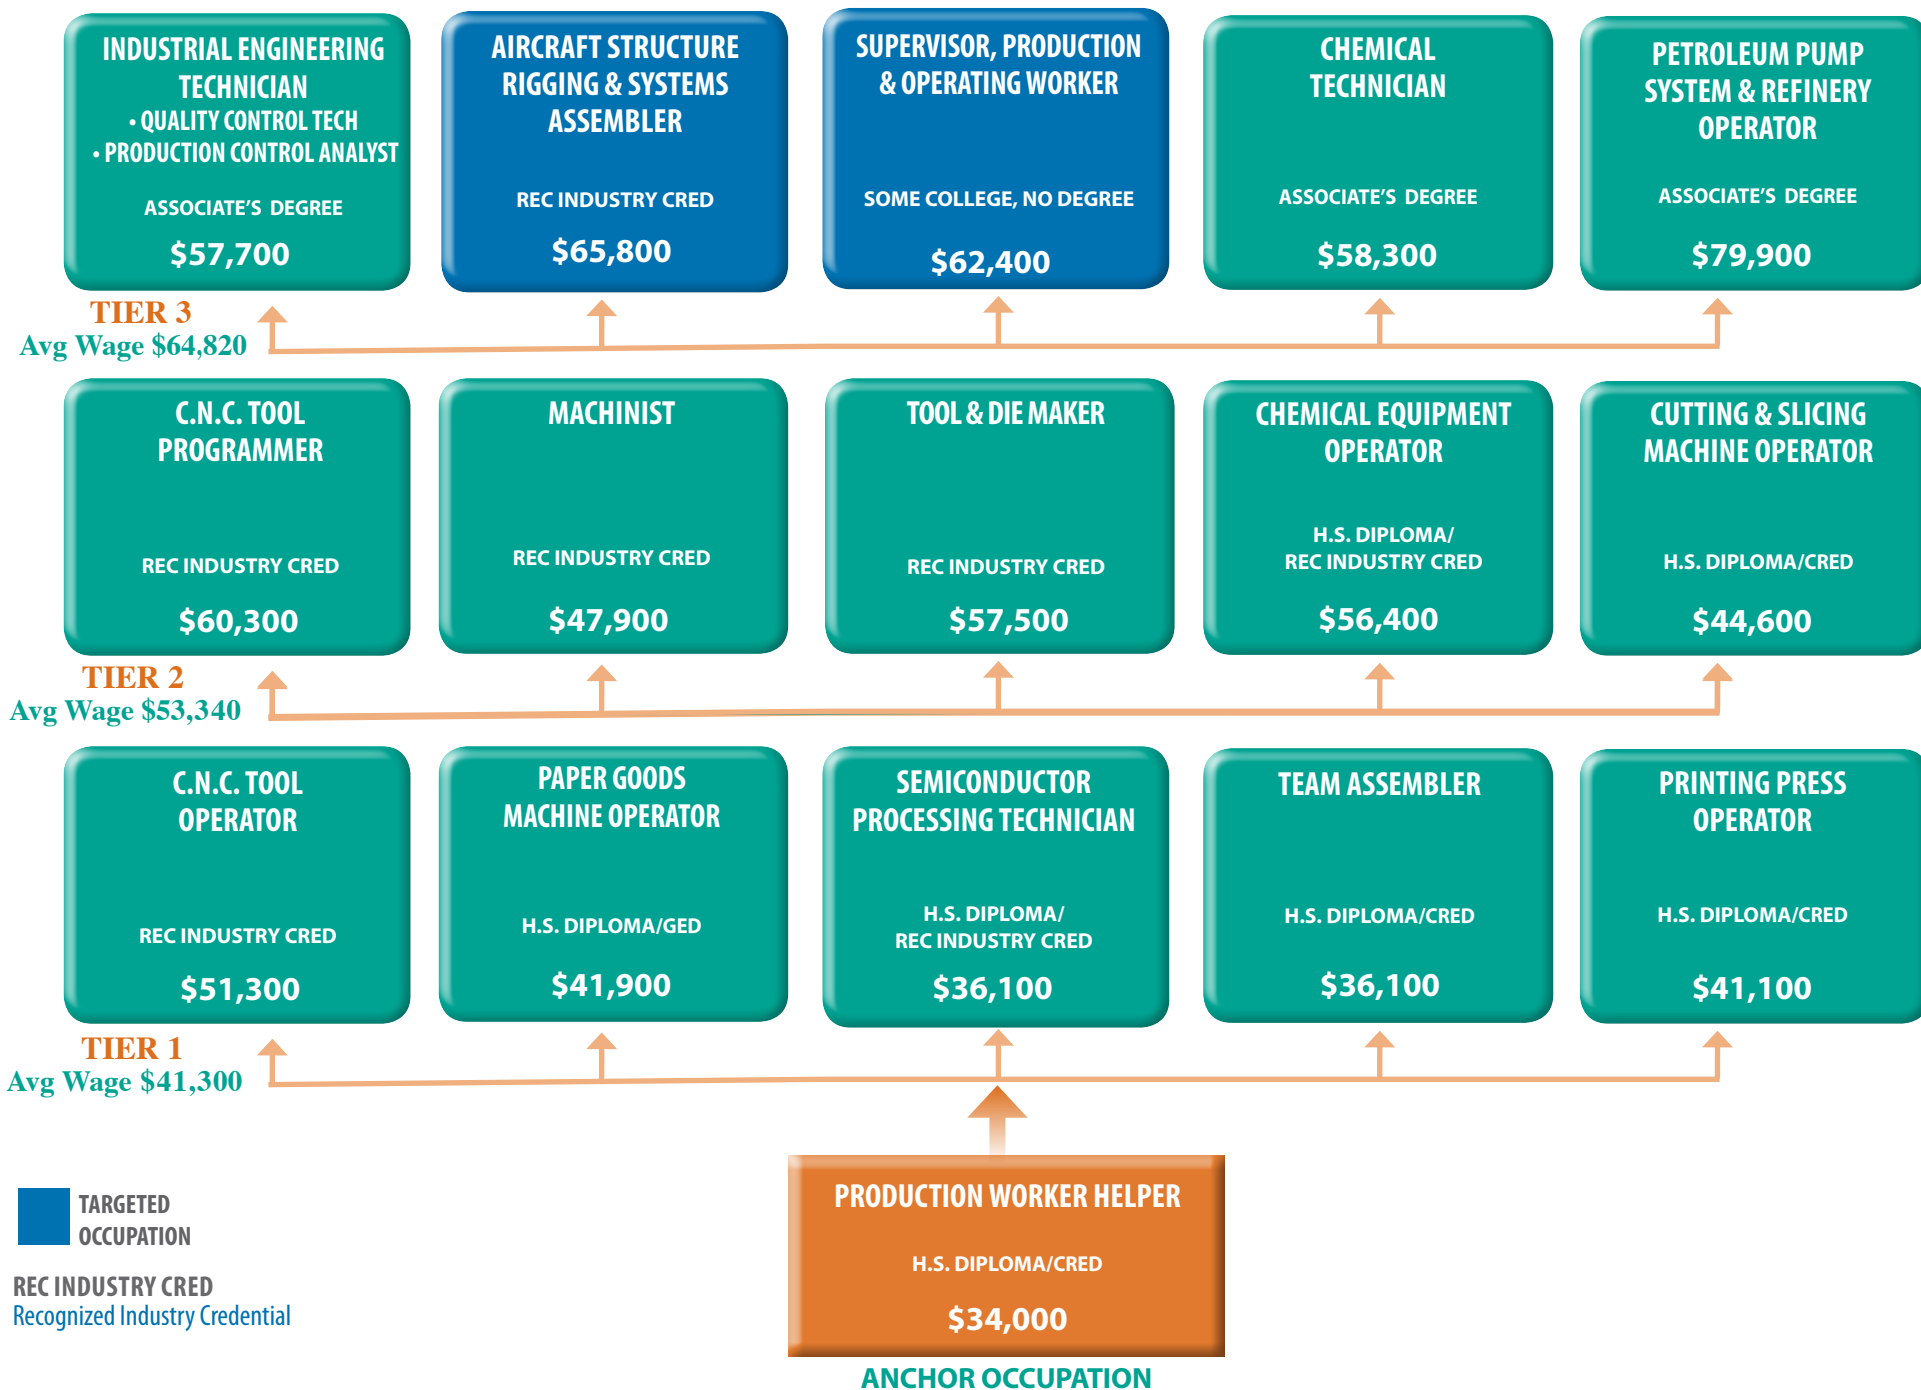 INDUSTRIAL ENGINEERING
TECHNICIAN
• QUALITY CONTROL TECH
• PRODUCTION CONTROL ANALYST
ASSOCIATE'S DEGREE
$57,700
AIRCRAFT STRUCTURE
RIGGING & SYSTEMS
ASSEMBLER
REC INDUSTRY CRED
$65,800
SUPERVISOR, PRODUCTION
& OPERATING WORKER
SOME COLLEGE, NO DEGREE
$62,400
CHEMICAL
TECHNICIAN
ASSOCIATE'S DEGREE
$58,300
PETROLEUM PUMP
SYSTEM & REFINERY
OPERATOR
ASSOCIATE'S DEGREE
$79,900
TIER 3
Avg Wage $64,820
C.N.C. TOOL
PROGRAMMER
REC INDUSTRY CRED
$60,300
MACHINIST
REC INDUSTRY CRED
$47,900
TOOL & DIE MAKER
REC INDUSTRY CRED
$57,500
CHEMICAL EQUIPMENT
OPERATOR
H.S. DIPLOMA/
REC INDUSTRY CRED
$56,400
CUTTING & SLICING
MACHINE OPERATOR
H.S. DIPLOMA/CRED
$44,600
TIER 2
Avg Wage $53,340
C.N.C. TOOL
OPERATOR
REC INDUSTRY CRED
$51,300
PAPER GOODS
MACHINE OPERATOR
H.S. DIPLOMA/GED
$41,900
SEMICONDUCTOR
PROCESSING TECHNICIAN
H.S. DIPLOMA/
REC INDUSTRY CRED
$36,100
TEAM ASSEMBLER
H.S. DIPLOMA/CRED
$36,100
PRINTING PRESS
OPERATOR
H.S. DIPLOMA/CRED
$41,100
TIER 1
Avg Wage $41,300
PRODUCTION WORKER HELPER
H.S. DIPLOMA/CRED
$34,000
ANCHOR OCCUPATION
TARGETED
OCCUPATION
REC INDUSTRY CRED
Recognized Industry Credential